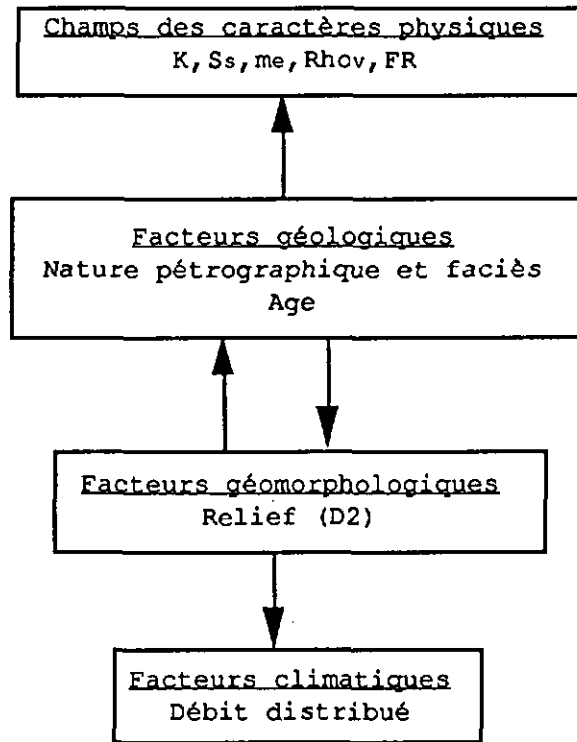 Champs des caractères physiques
K,Ss,me,Rhov,FR
Facteurs géologiques
Nature pétrographique et faciès
Age
Facteurs géomorphologiques
Relief (D2)
Facteurs climatiques
Débit distribué